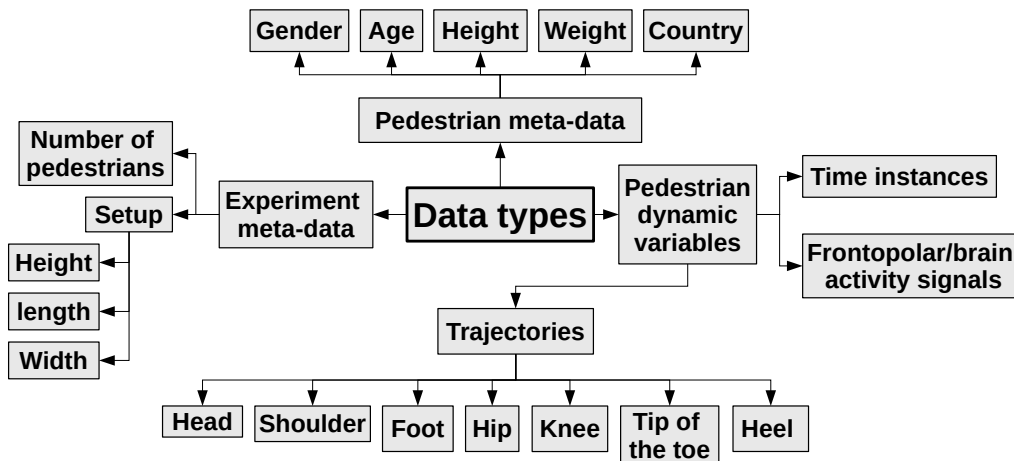 Gender
Age
Height
Weight
Country
Pedestrian meta-data
Number of
pedestrians
Setup
Experiment
meta-data
Data types
Pedestrian
dynamic
variables
Time instances
Frontopolar/brain
activity signals
Height
length
Width
Trajectories
Head
Shoulder
Foot
Hip
Knee
Tip of
the toe
Heel